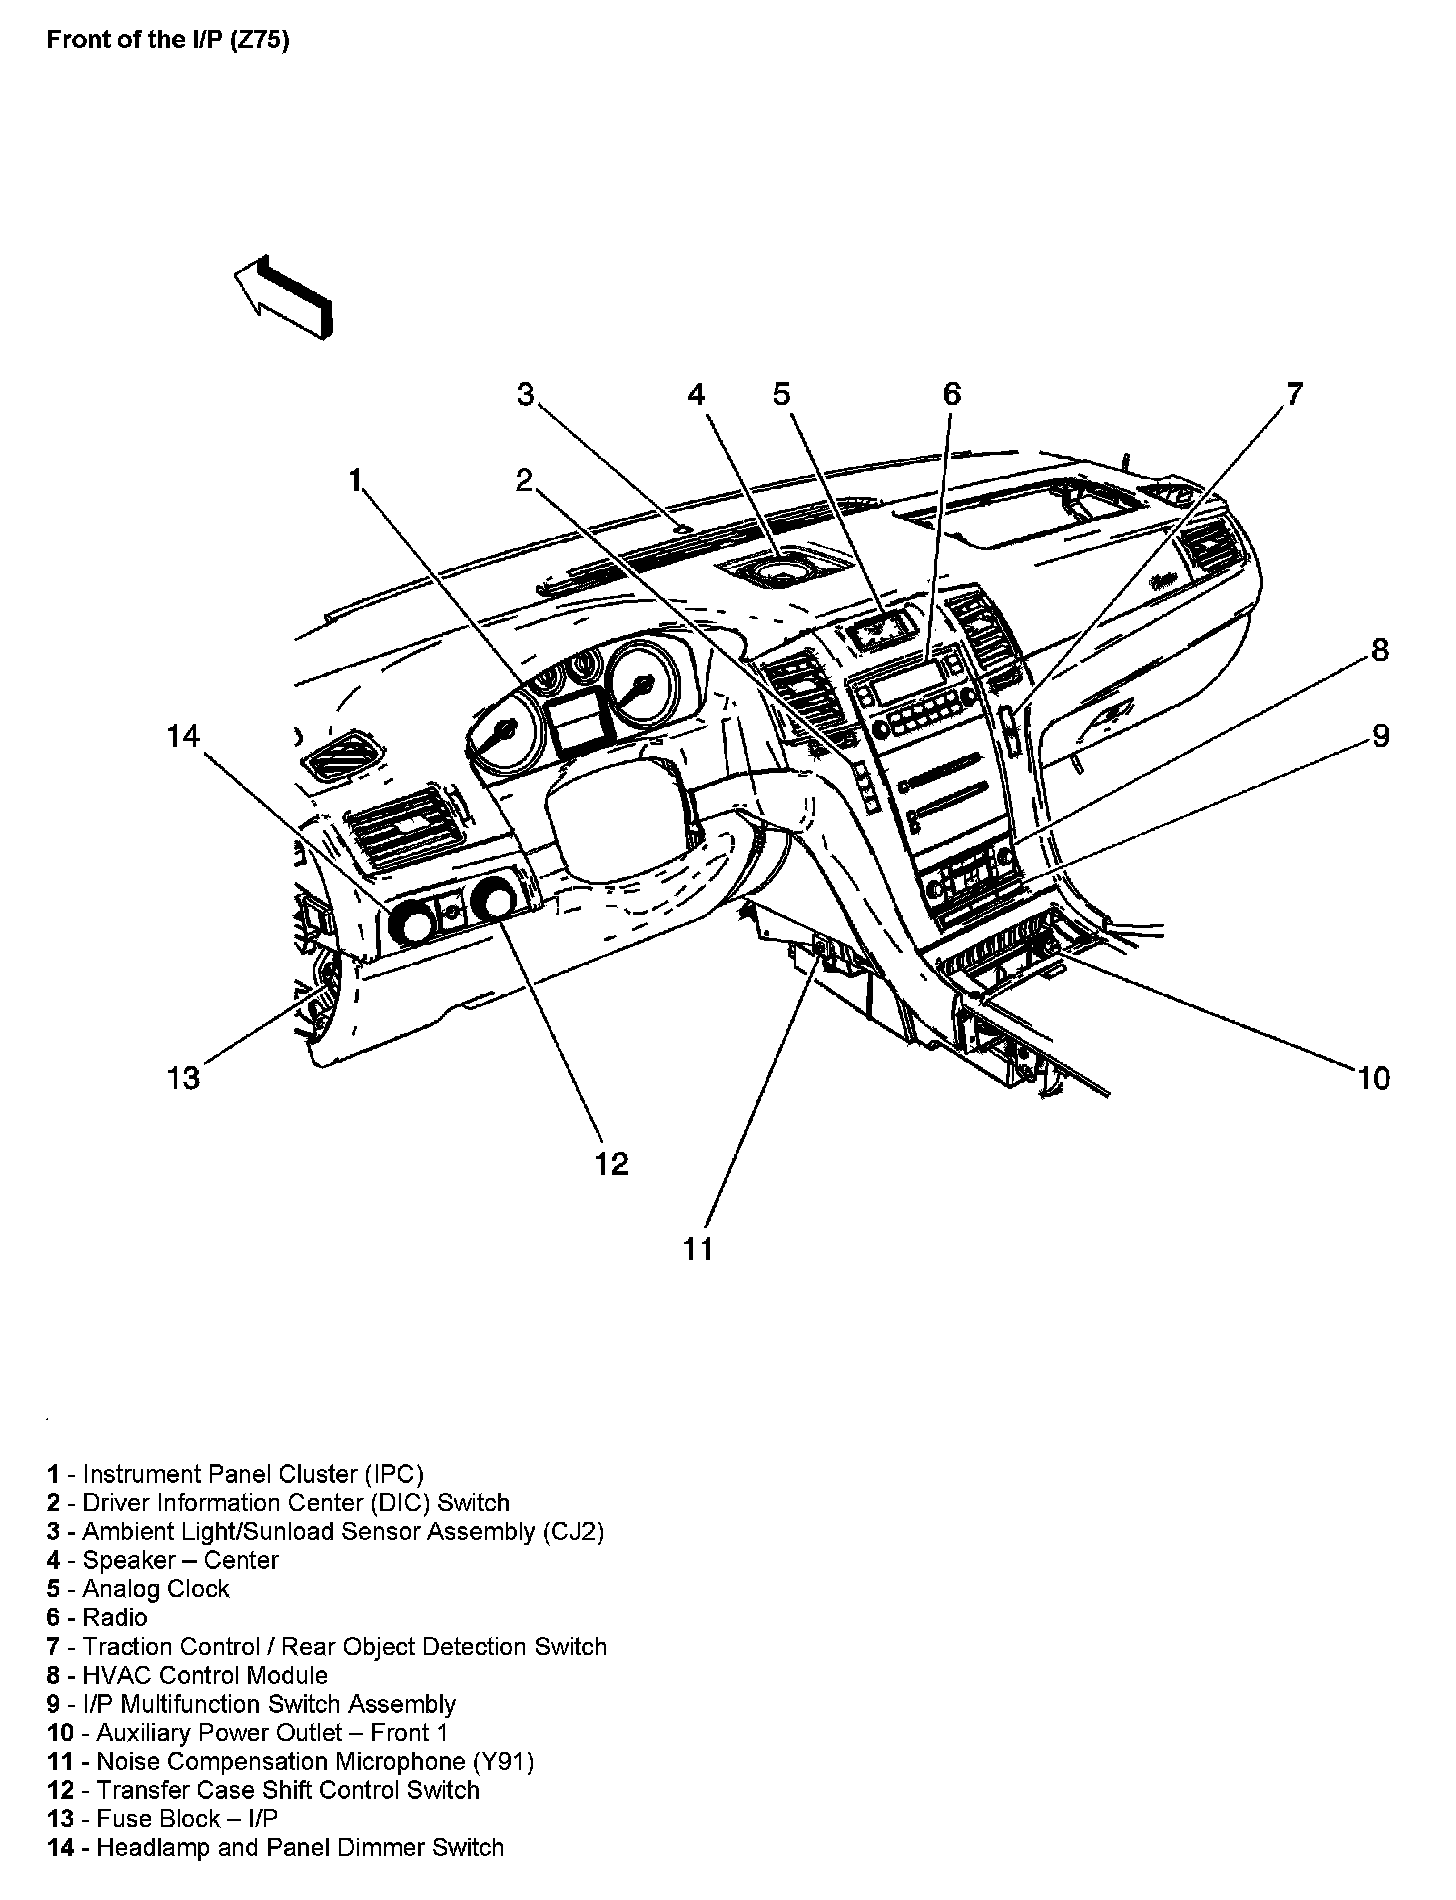 Front of the I/P (Z75)
3 4 5 6 7
1 2
8
14 9
13 10
12
11
1 - Instrument Panel Cluster (IPC)
2 - Driver Information Center (DIC) Switch
3 - Ambient Light/Sunload Sensor Assembly (CJ2)
4 - Speaker – Center
5 - Analog Clock
6 - Radio
7 - Traction Control / Rear Object Detection Switch
8 - HVAC Control Module
9 - I/P Multifunction Switch Assembly
10 - Auxiliary Power Outlet – Front 1
11 - Noise Compensation Microphone (Y91)
12 - Transfer Case Shift Control Switch
13 - Fuse Block – I/P
14 - Headlamp and Panel Dimmer Switch